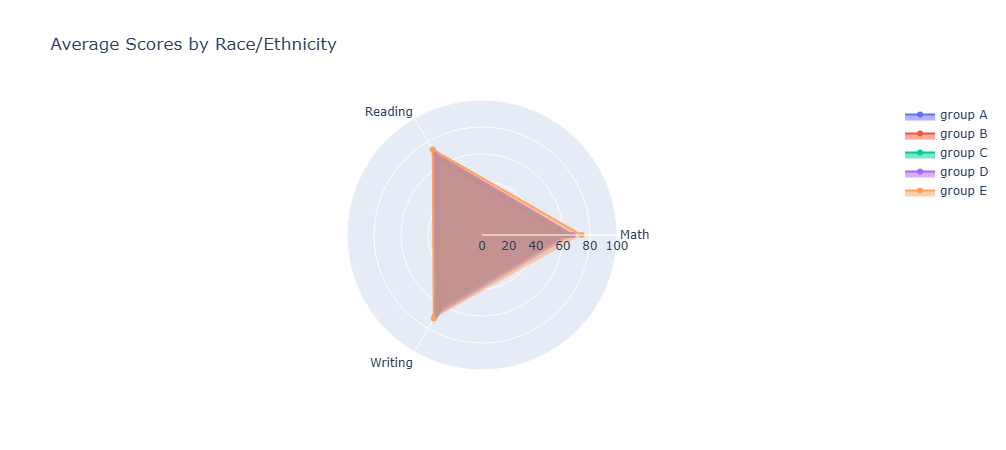 Average Scores by Race/Ethnicity
Reading
group A
group B
group C
group D
group E
Math
0 20 40 60 80 100
Writing